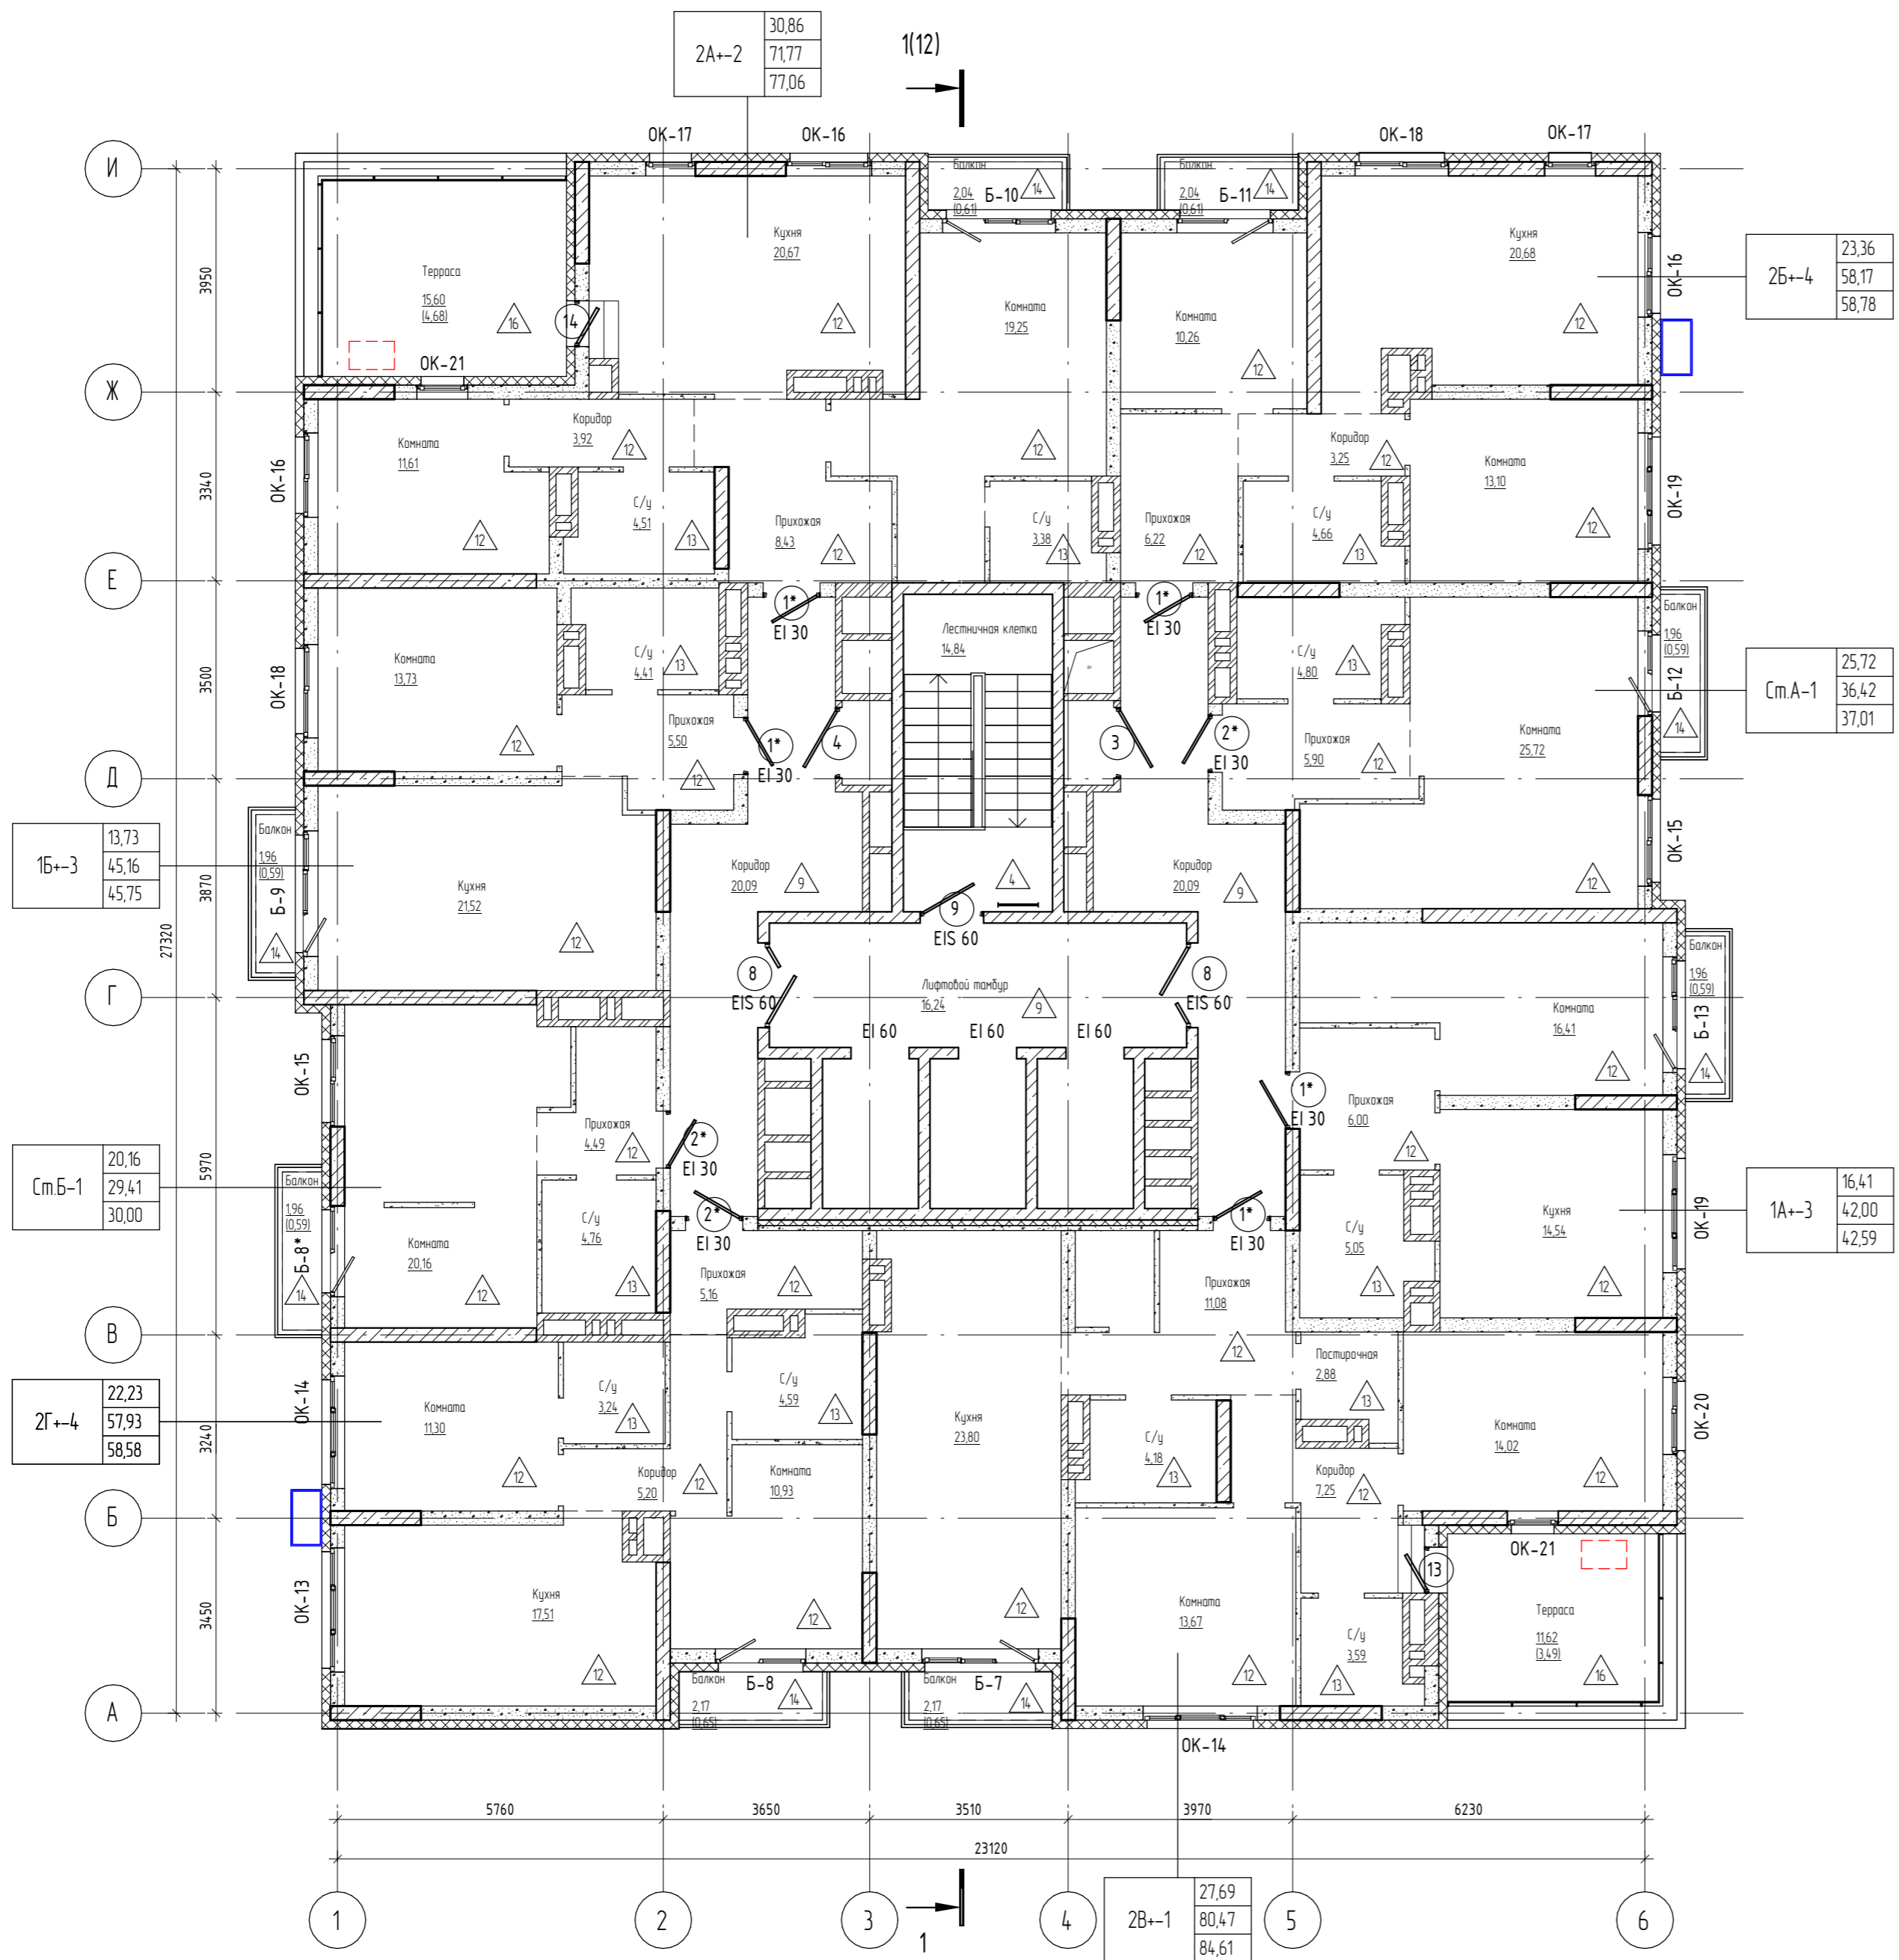 2А+-2
30,86
71,77
77,06
1(12)
ОК-17
ОК-16
ОК-18
ОК-17
И
Балкон
2,04
(0,61)
Б-10
14
Балкон
2,04
(0,61)
Б-11
14
Кухня
20,67
12
Кухня
20,68
12
Терраса
15,60
(4,68)
16
14
ОК-21
Комната
19,25
12
Комната
10,26
12
ОК-16
2Б+-4
23,36
58,17
58,78
3950
Ж
Коридор
3,92
12
Комната
11,61
12
ОК-16
3340
С/у
4,51
13
Прихожая
8,43
12
С/у
3,38
13
Прихожая
6,22
12
Коридор
3,25
12
С/у
4,66
13
Комната
13,10
12
ОК-19
Е
1*
EI 30
1*
EI 30
Лестничная клетка
14,84
Комната
13,73
12
ОК-18
3500
С/у
4,41
13
Прихожая
5,50
12
1*
EI 30
4
3
2*
EI 30
С/у
4,80
13
Прихожая
5,90
12
Комната
25,72
12
Балкон
1,96
(0,59)
Б-12
14
Ст.А-1
25,72
36,42
37,01
Д
ОК-15
1Б+-3
13,73
45,16
45,75
27320
3870
Балкон
1,96
(0,59)
Б-9
14
Кухня
21,52
12
Коридор
20,09
9
4
9
EIS 60
Коридор
20,09
9
8
EIS 60
8
EIS 60
Лифтовой тамбур
16,24
9
Г
EI 60
EI 60
EI 60
Комната
16,41
12
Балкон
1,96
(0,59)
Б-13
14
ОК-15
Прихожая
4,49
12
2*
EI 30
1*
EI 30
Прихожая
6,00
12
5970
Ст.Б-1
20,16
29,41
30,00
Балкон
1,96
(0,59)
Б-8*
14
Комната
20,16
12
С/у
4,76
13
2*
EI 30
1*
EI 30
С/у
5,05
13
Кухня
14,54
12
ОК-19
1А+-3
16,41
42,00
42,59
Прихожая
5,16
12
Прихожая
11,08
12
В
2Г+-4
22,23
57,93
58,58
ОК-14
3240
Комната
11,30
12
С/у
3,24
13
С/у
4,59
13
Кухня
23,80
12
Постирочная
2,88
13
С/у
4,18
13
Комната
14,02
12
ОК-20
Коридор
5,20
12
Комната
10,93
12
Коридор
7,25
12
Б
ОК-13
3450
Кухня
17,51
12
Комната
13,67
12
С/у
3,59
13
13
ОК-21
Терраса
11,62
(3,49)
16
А
Балкон
2,17
(0,65)
Б-8
14
Балкон
2,17
(0,65)
Б-7
14
ОК-14
5760
3650
3510
3970
6230
23120
1
2
3
4
5
6
1
2В+-1
27,69
80,47
84,61